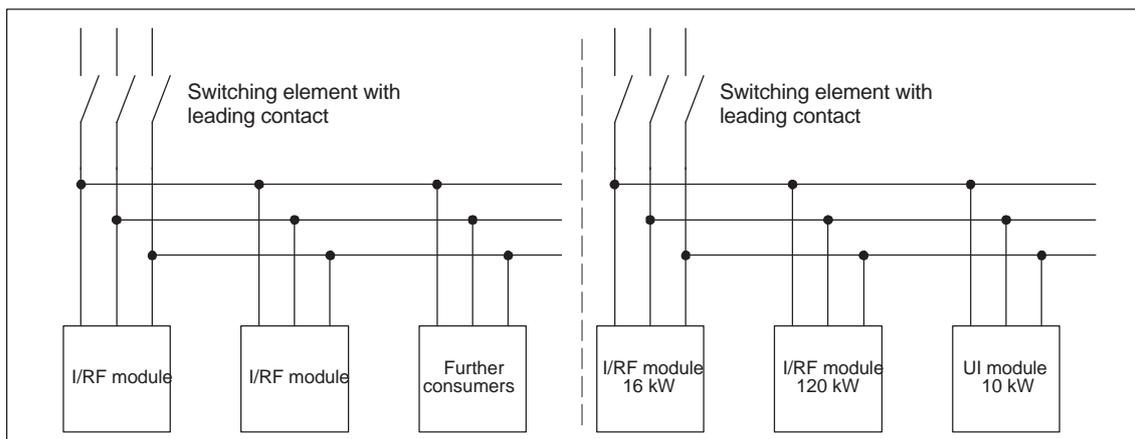 Switching element with
leading contact
Switching element with
leading contact
I/RF module
I/RF module
Further
consumers
I/RF module
16 kW
I/RF module
120 kW
UI module
10 kW